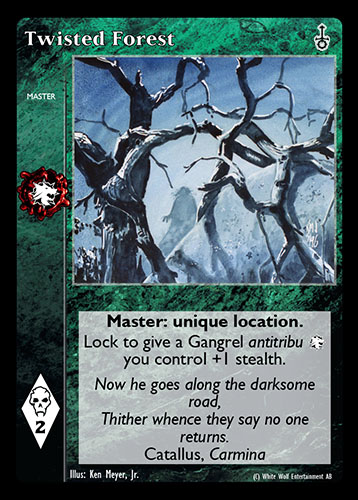 Twisted Forest
MASTER
Master: unique location.
Lock to give a Gangrel antitribu
you control +1 stealth.
Now he goes along the darksome
road,
Thither whence they say no one
returns.
Catallus, Carmina
2
Illus: Ken Meyer, Jr.
(C) White Wolf Entertainment AB